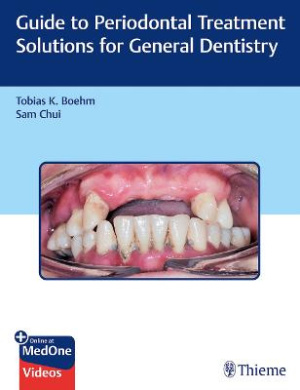 Guide to Periodontal Treatment
Solutions for General Dentistry
Tobias K. Boehm
Sam Chui
+ Online at
MedOne
Videos
Thieme